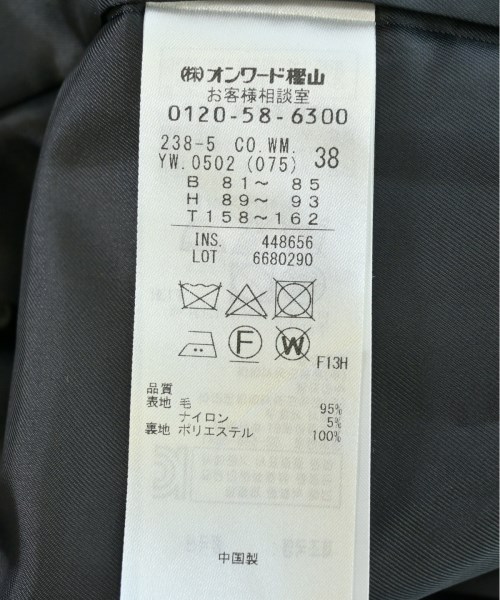 (株)オンワード樫山
お客様相談室
0120-58-6300
238-5 CO.WM.
YW.0502 (075) 38
B 81～ 85
H 89～ 93
T158～162
INS. 448656
LOT 6680290
F
W
F13H
品質
表地 毛 95%
ナイロン 5%
裏地 ポリエステル 100%
中国製